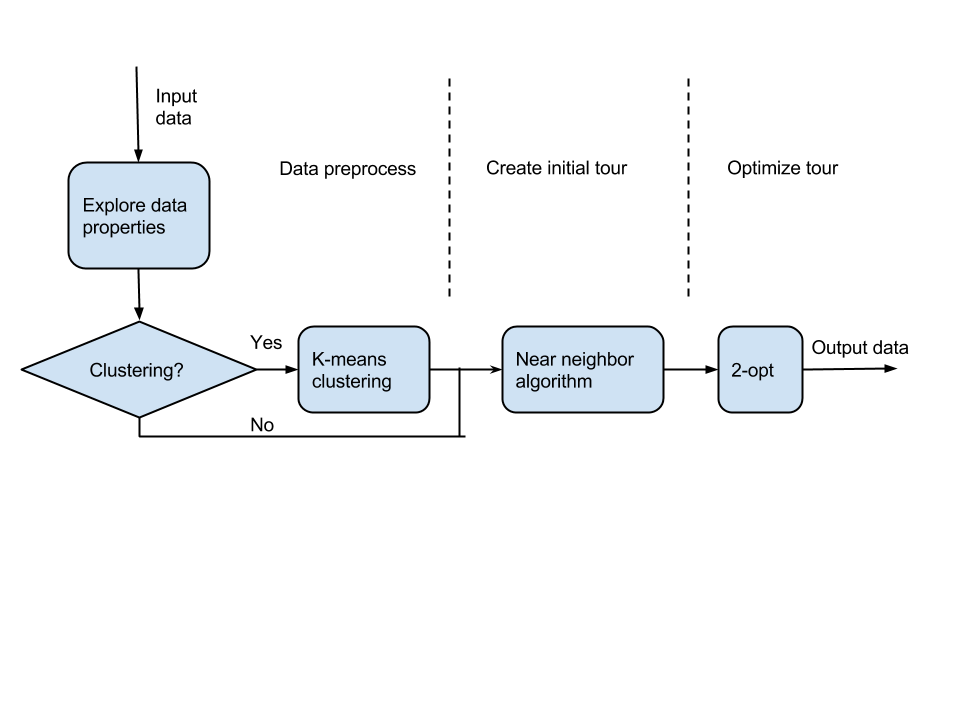 Input
data
Data preprocess
Create initial tour
Optimize tour
Explore data
properties
Clustering?
Yes
No
K-means
clustering
Near neighbor
algorithm
2-opt
Output data